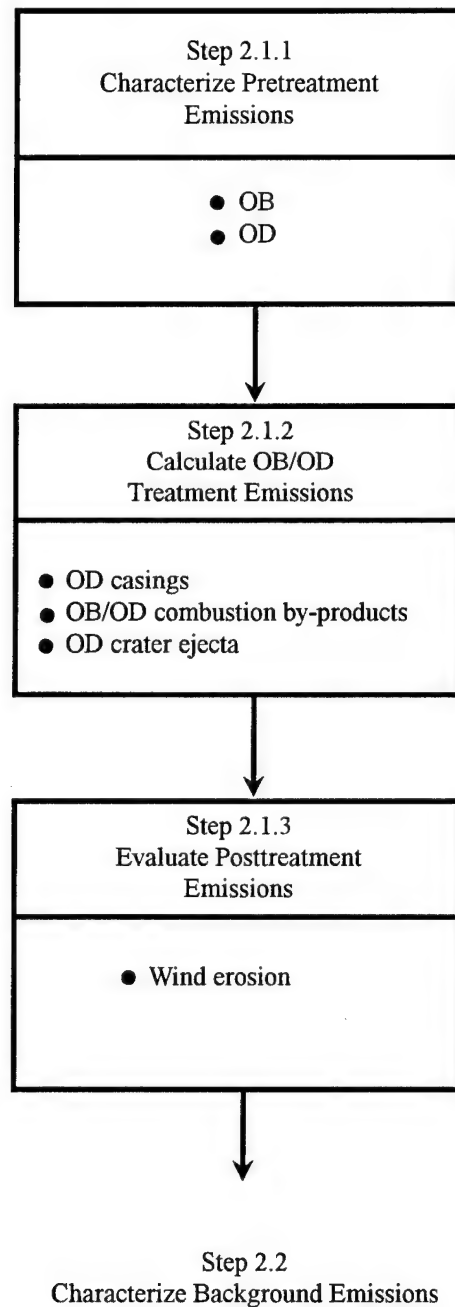 Step 2.1.1
Characterize Pretreatment
Emissions
● OB
● OD
Step 2.1.2
Calculate OB/OD
Treatment Emissions
● OD casings
● OB/OD combustion by-products
● OD crater ejecta
Step 2.1.3
Evaluate Posttreatment
Emissions
● Wind erosion
Step 2.2
Characterize Background Emissions